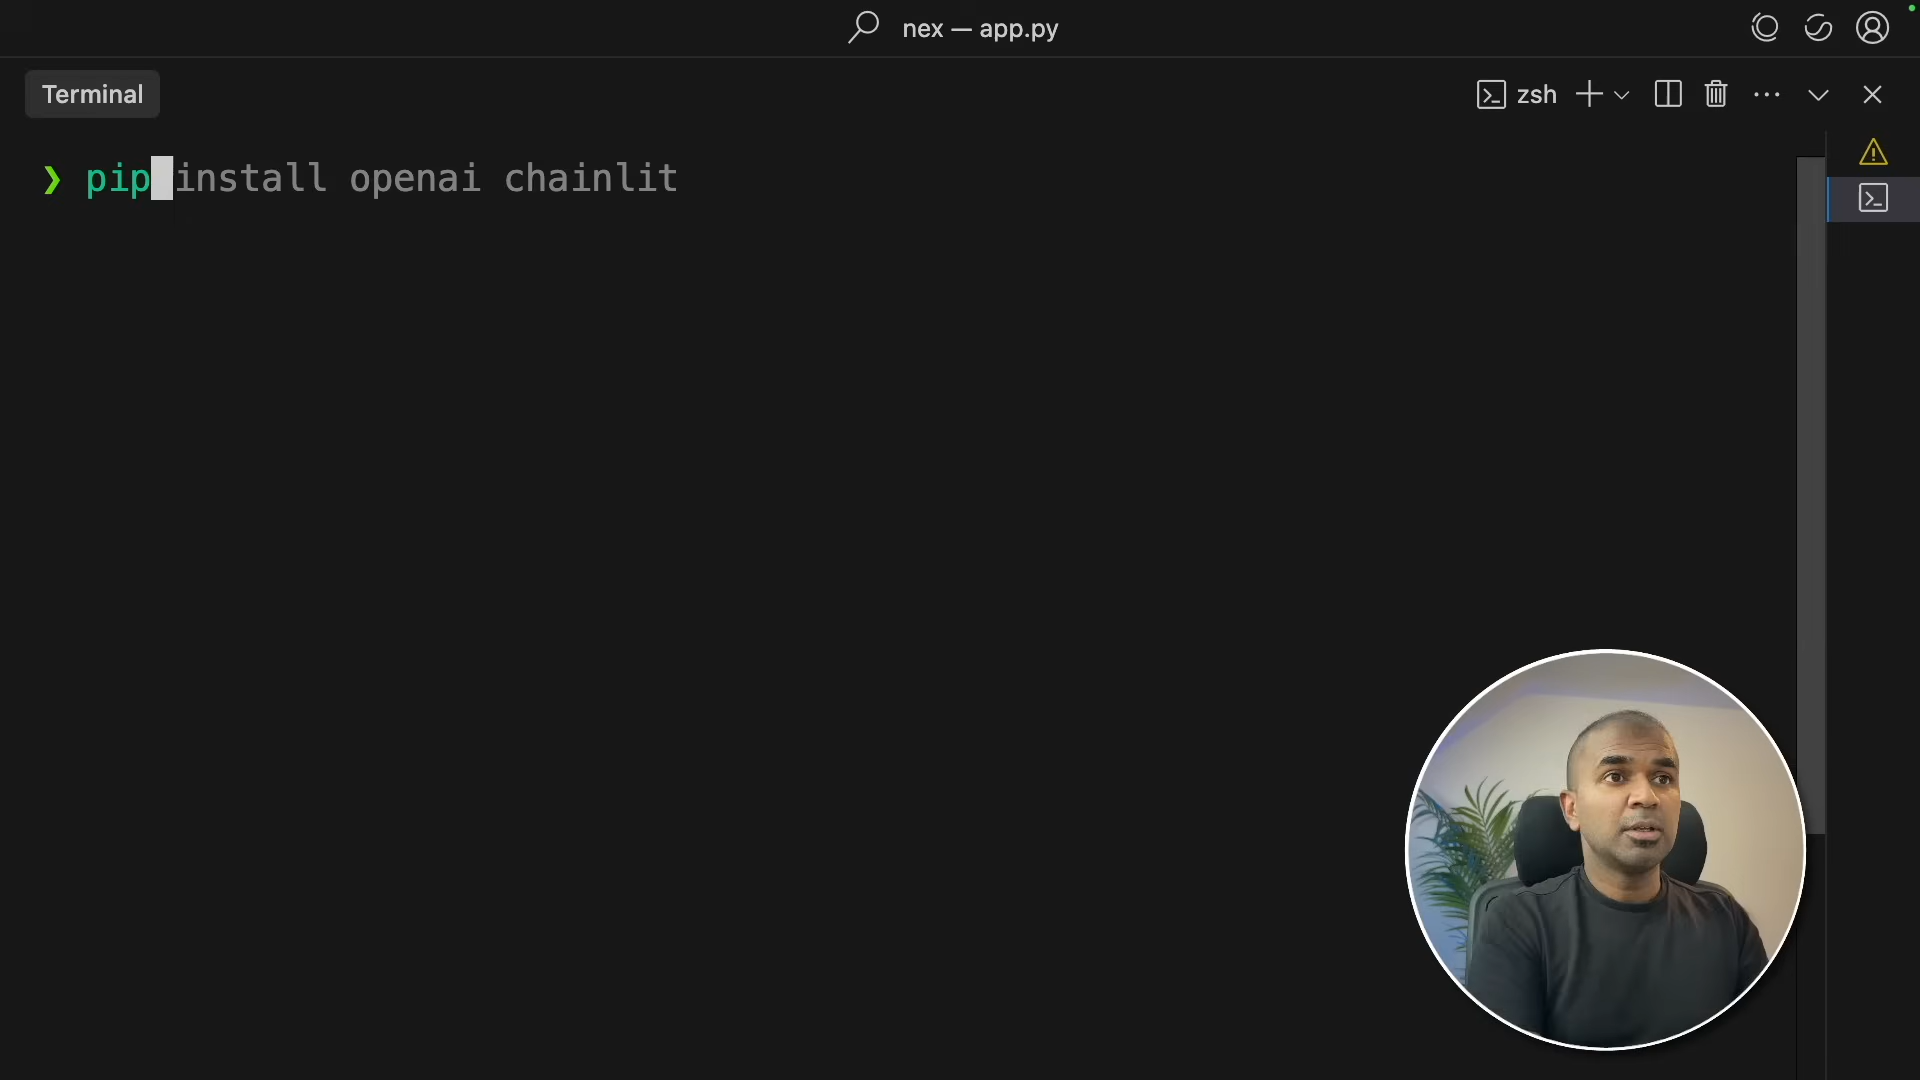 nex — app.py
Terminal
zsh
❯ pip install openai chainlit